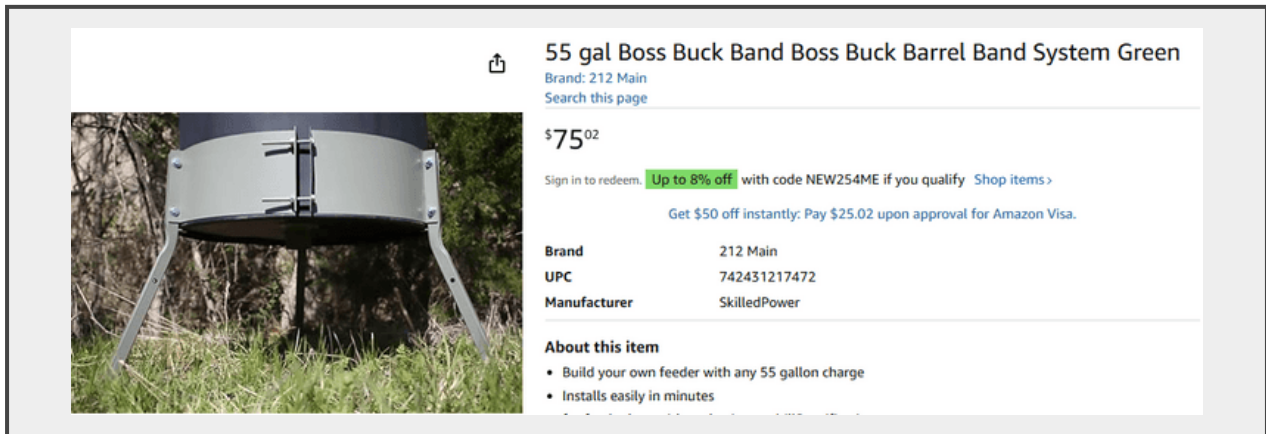 55 gal Boss Buck Band Boss Buck Barrel Band System Green
Brand: 212 Main
Search this page
$7502
Sign in to redeem. Up to 8% off with code NEW254ME if you qualify Shop items ›
Get $50 off instantly: Pay $25.02 upon approval for Amazon Visa.
Brand 212 Main
UPC 742431217472
Manufacturer SkilledPower
About this item
• Build your own feeder with any 55 gallon charge
• Installs easily in minutes